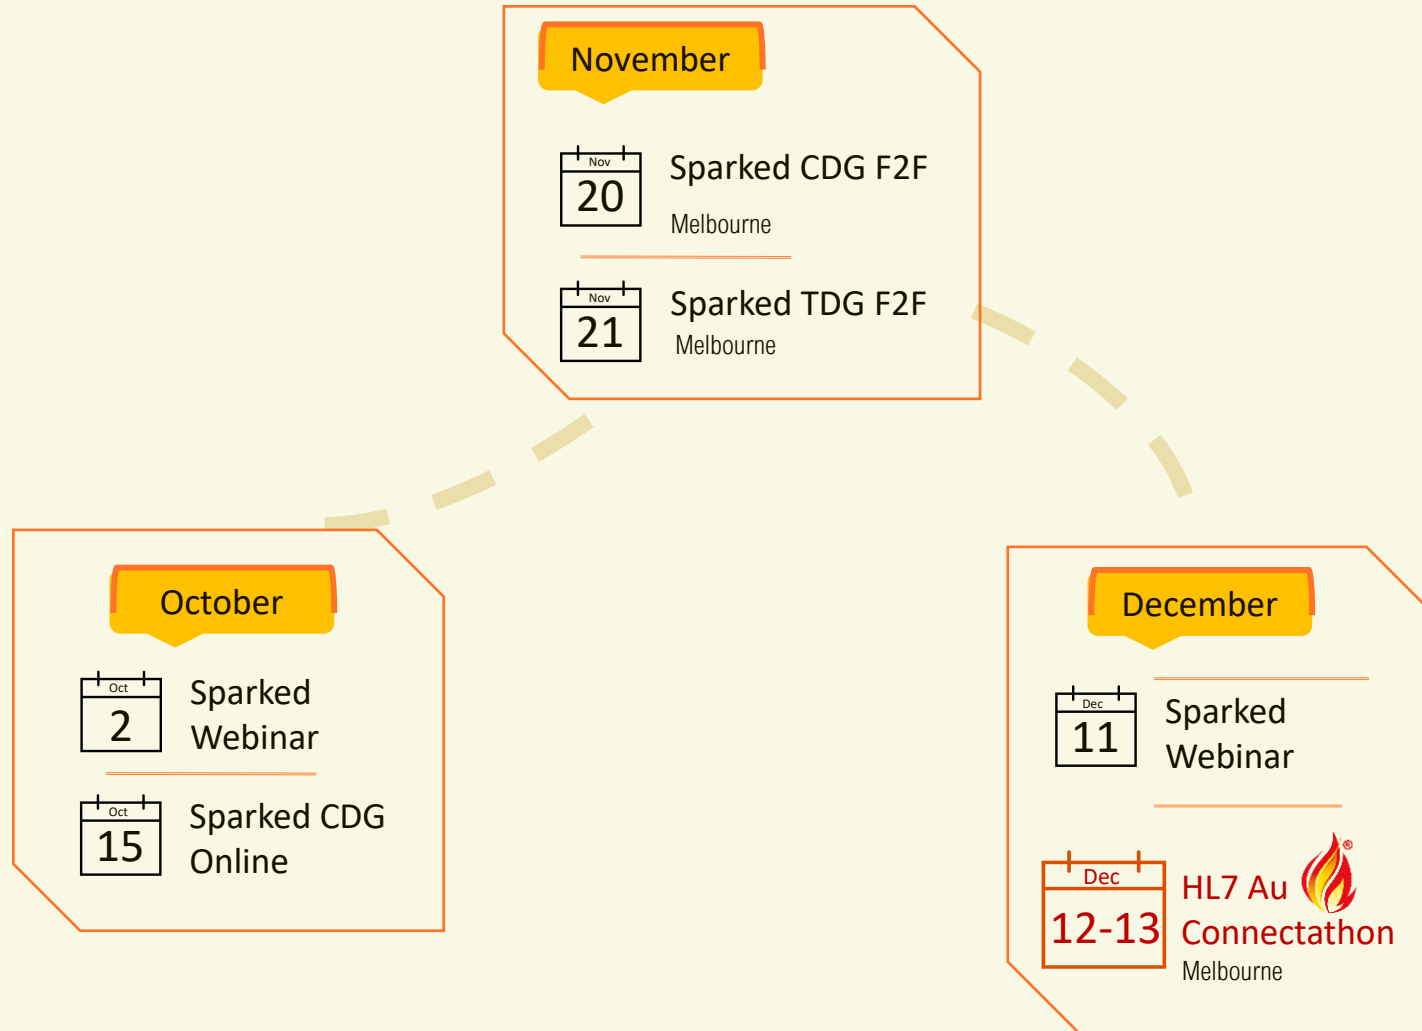 November
Nov
20
Sparked CDG F2F
Melbourne
Nov
21
Sparked TDG F2F
Melbourne
October
Oct
2
Sparked
Webinar
Oct
15
Sparked CDG
Online
December
Dec
11
Sparked
Webinar
Dec
12-13
HL7 Au
®
Connectathon
Melbourne